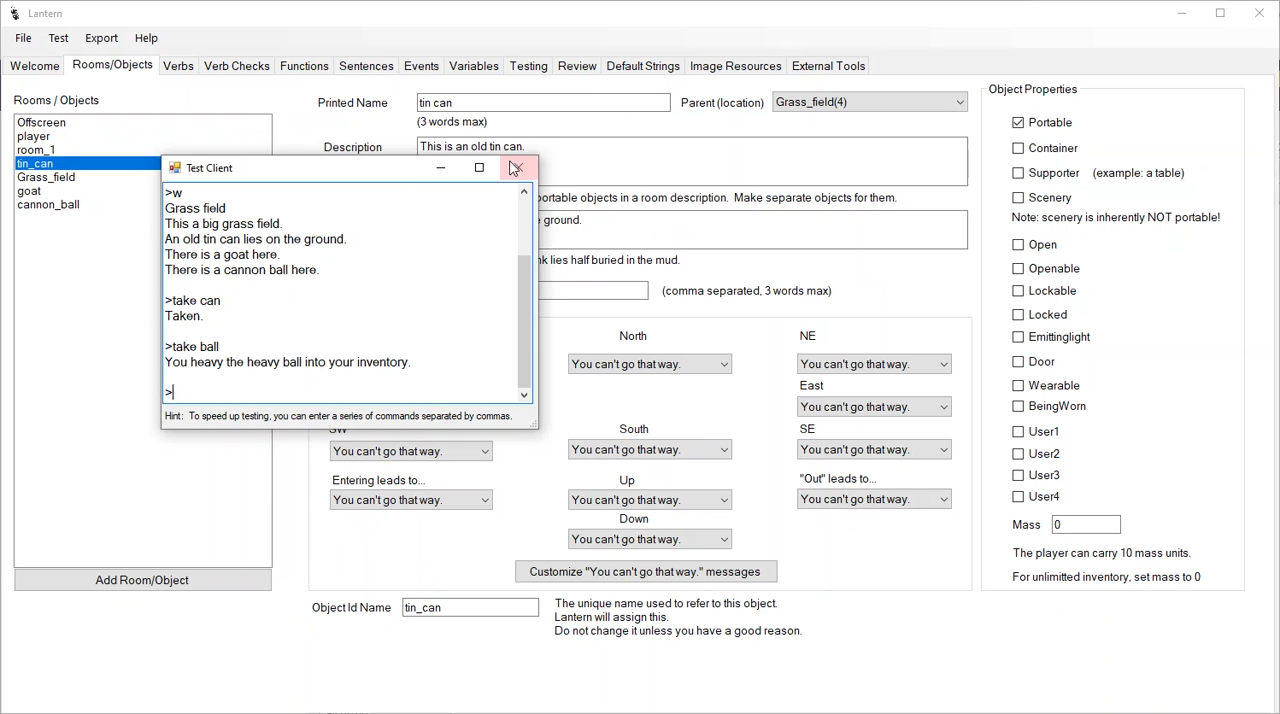 Lantern
File Test Export Help
Welcome Rooms/Objects Verbs Verb Checks Functions Sentences Events Variables Testing Review Default Strings Image Resources External Tools
Rooms / Objects
Offscreen
player
room_1
tin_can
Grass_field
goat
cannon_ball
Add Room/Object
Printed Name tin can Parent (location) Grass_field(4)
(3 words max)
Description This is an old tin can.
portable objects in a room description. Make separate objects for them.
e ground.
nk lies half buried in the mud.
(comma separated, 3 words max)
Test Client
>w
Grass field
This a big grass field.
An old tin can lies on the ground.
There is a goat here.
There is a cannon ball here.
>take can
Taken.
>take ball
You heavy the heavy ball into your inventory.
>
Hint: To speed up testing, you can enter a series of commands separated by commas.
North NE
You can't go that way. You can't go that way.
East
You can't go that way.
SW South SE
You can't go that way. You can't go that way. You can't go that way.
Entering leads to... Up "Out" leads to...
You can't go that way. You can't go that way. You can't go that way.
Down
You can't go that way.
Customize "You can't go that way." messages
Object Id Name tin_can
The unique name used to refer to this object.
Lantern will assign this.
Do not change it unless you have a good reason.
Object Properties
Portable
Container
Supporter (example: a table)
Scenery
Note: scenery is inherently NOT portable!
Open
Openable
Lockable
Locked
Emittinglight
Door
Wearable
BeingWorn
User1
User2
User3
User4
Mass 0
The player can carry 10 mass units.
For unlimitted inventory, set mass to 0